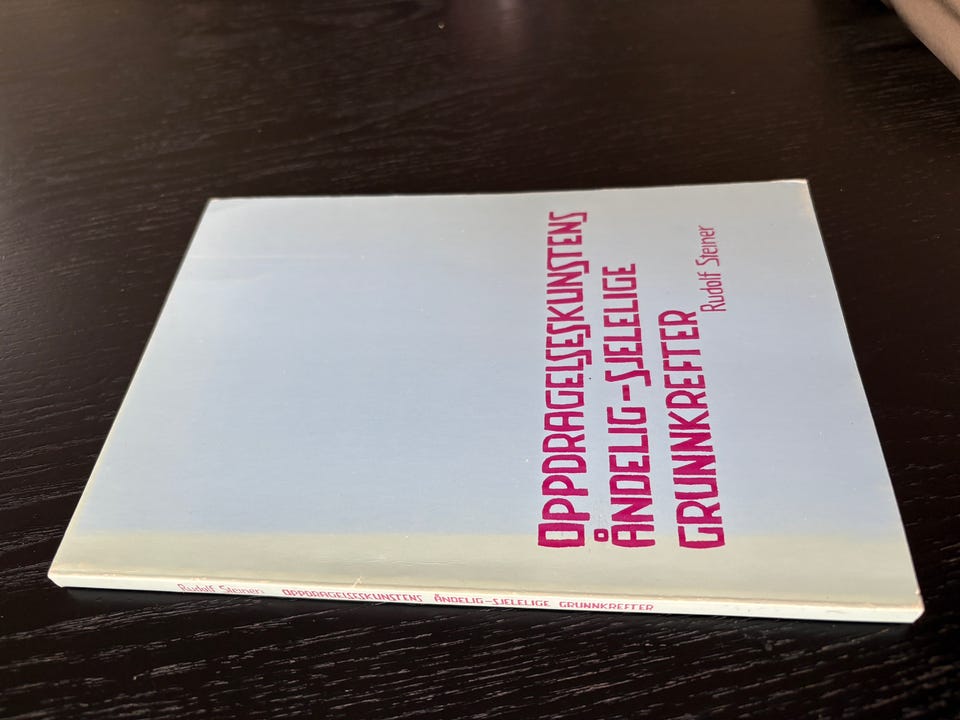 OPPDRAGELSESKUNSTENS
ÅNDELIG-SJELELIGE
GRUNNKREFTER
Rudolf Steiner
Rudolf Steiner: OPPDRAGELSESKUNSTENS ÅNDELIG-SJELELIGE GRUNNKREFTER